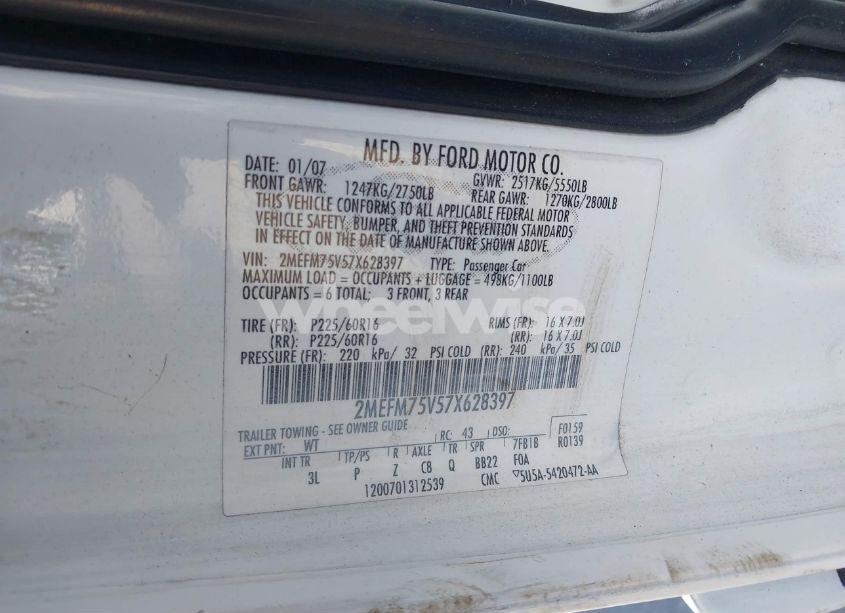 MFD. BY FORD MOTOR CO.
DATE: 01/07 GVWR: 2517KG/5550LB
FRONT GAWR: 1247KG/2750LB REAR GAWR: 1270KG/2800LB
THIS VEHICLE CONFORMS TO ALL APPLICABLE FEDERAL MOTOR
VEHICLE SAFETY, BUMPER, AND THEFT PREVENTION STANDARDS
IN EFFECT ON THE DATE OF MANUFACTURE SHOWN ABOVE.
VIN: 2MEFM75V57X628397 TYPE: Passenger Car
MAXIMUM LOAD = OCCUPANTS + LUGGAGE = 498KG/1100LB
OCCUPANTS = 6 TOTAL: 3 FRONT, 3 REAR
wheelwise
TIRE (FR): P225/60R16 RIMS (FR): 16 X 7.0J
(RR): P225/60R16 (RR): 16 X 7.0J
PRESSURE (FR): 220 kPa/ 32 PSI COLD (RR): 240 kPa/ 35 PSI COLD
2MEFM75V57X628397
TRAILER TOWING - SEE OWNER GUIDE RC: 43 DSO: F0159
EXT PNT: WT R0139
INT TR TP/PS R AXLE TR SPR 7FB1B
3L P Z C8 Q BB22 FOA
1200701312539 CMC ▽5U5A-5420472-AA